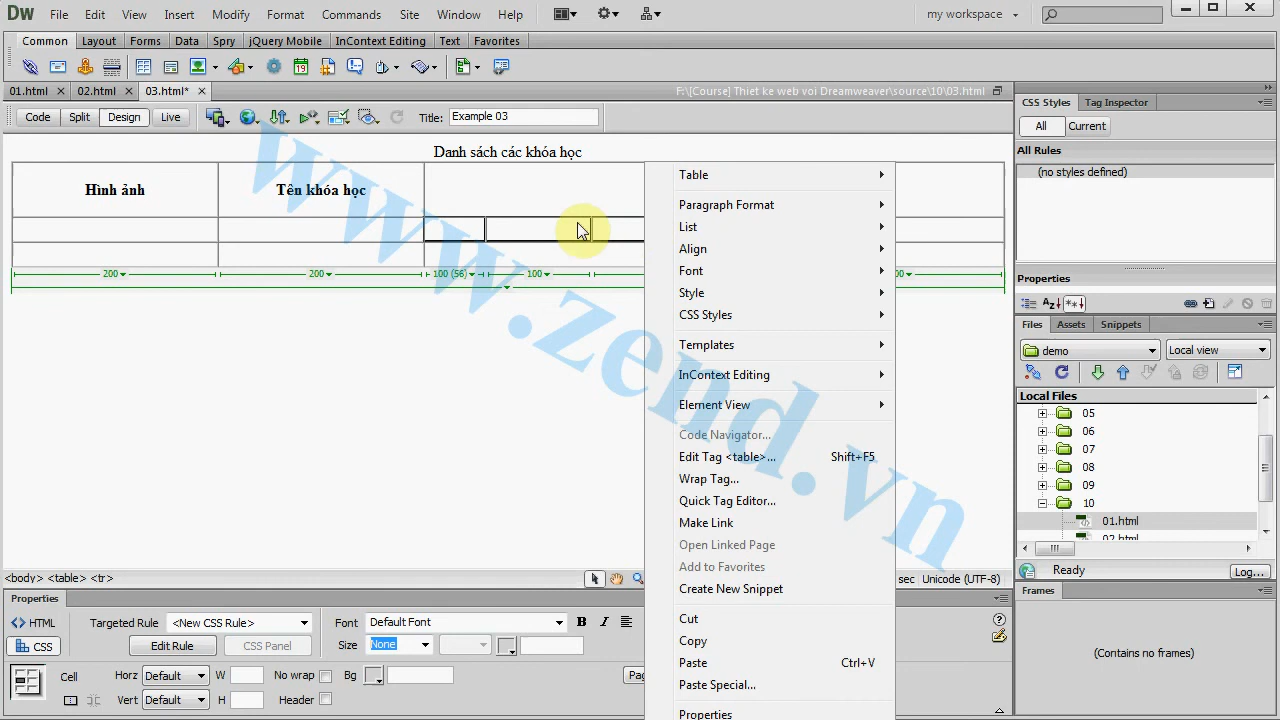 Dw File Edit View Insert Modify Format Commands Site Window Help my workspace
Common Layout Forms Data Spry jQuery Mobile InContext Editing Text Favorites
01.html 02.html 03.html* F:\[Course] Thiet ke web voi Dreamweaver\source\10\03.html
Code Split Design Live Title: Example 03
Danh sách các khóa học
Hình ảnh Tên khóa học
200 200 100 (56) 100
<body> <table> <tr>
sec Unicode (UTF-8)
Table
Paragraph Format
List
Align
Font
Style
CSS Styles
Templates
InContext Editing
Element View
Code Navigator...
Edit Tag <table>... Shift+F5
Wrap Tag...
Quick Tag Editor...
Make Link
Open Linked Page
Add to Favorites
Create New Snippet
Cut
Copy
Paste Ctrl+V
Paste Special...
Properties
CSS Styles Tag Inspector
All Current
All Rules
(no styles defined)
Properties
Files Assets Snippets
demo Local view
Local Files
05
06
07
08
09
10
01.html
02.html
Ready Log...
Frames
(Contains no frames)
Properties
HTML Targeted Rule <New CSS Rule> Font Default Font B I
CSS Edit Rule CSS Panel Size None
Cell Horz Default W No wrap Bg
Vert Default H Header
www.zend.vn